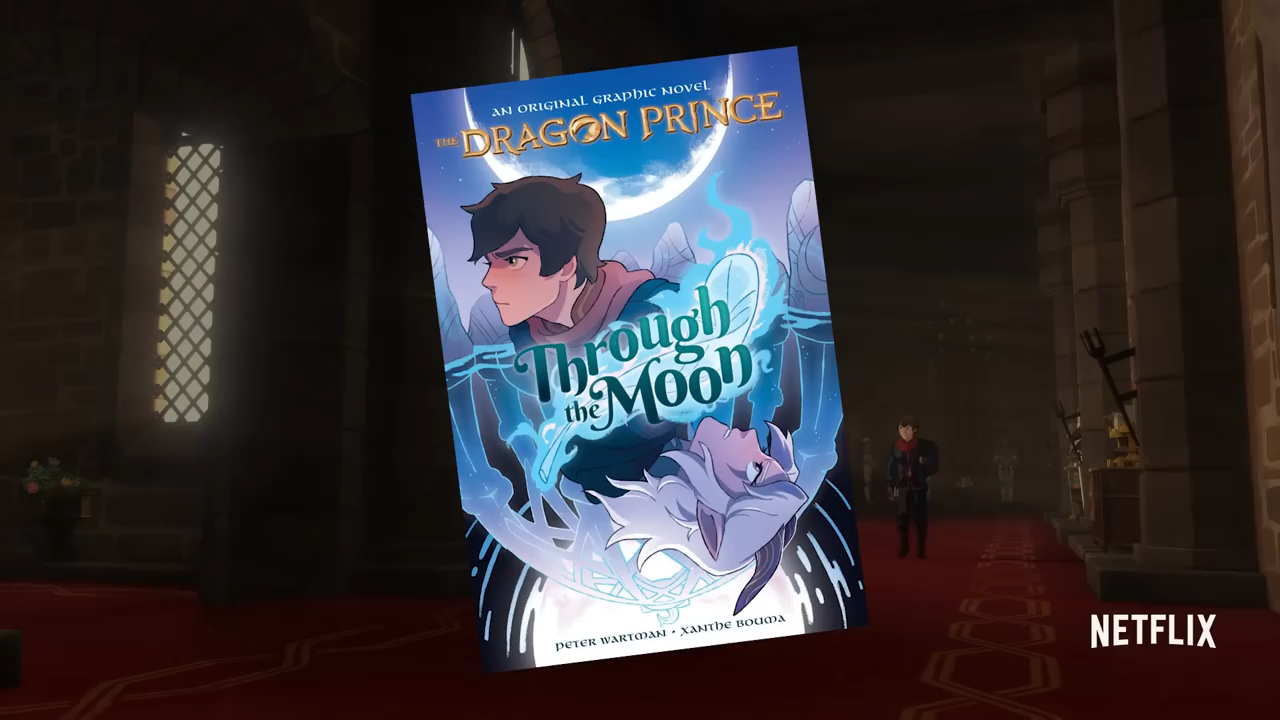 AN ORIGINAL GRAPHIC NOVEL
THE DRAGON PRINCE
Through
the Moon
PETER WARTMAN • XANTHE BOUMA
NETFLIX